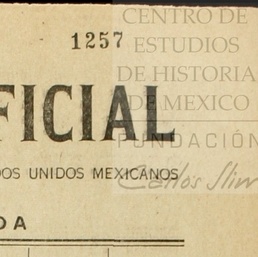 1257
CENTRO DE
ESTUDIOS
DE HISTORIA
DE MEXICO
FUNDACIÓN
Carlos Slim
FICIAL
DOS UNIDOS MEXICANOS
DA